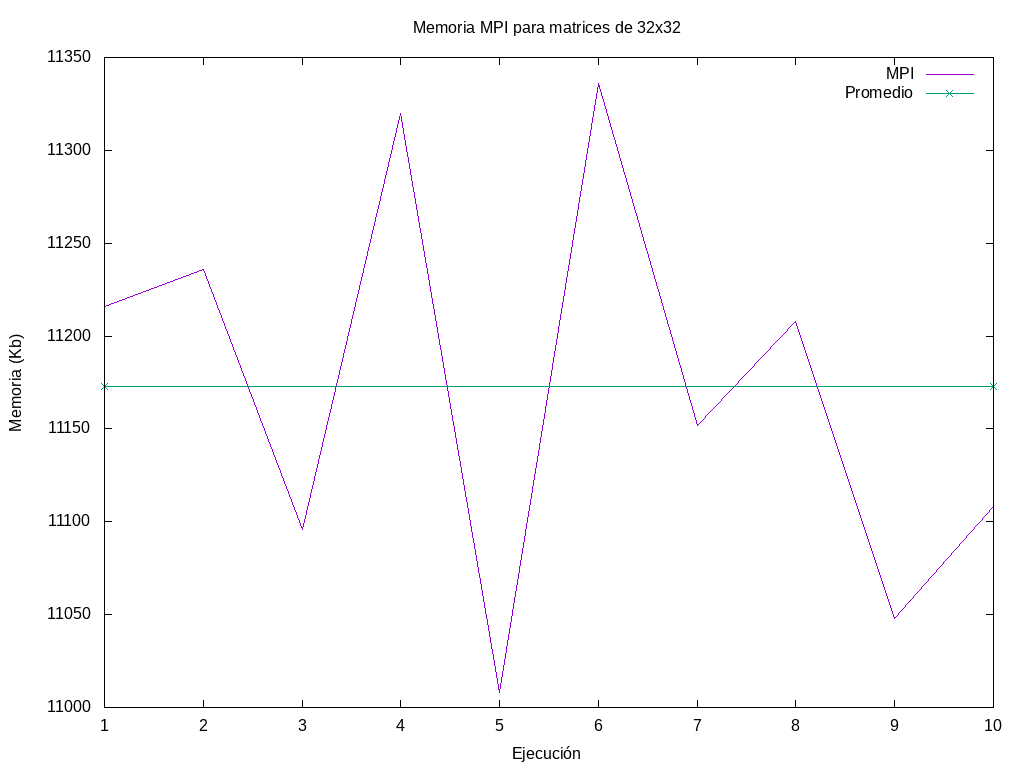 Memoria MPI para matrices de 32x32
MPI
Promedio
11350
11300
11250
11200
11150
11100
11050
11000
Memoria (Kb)
1 2 3 4 5 6 7 8 9 10
Ejecución